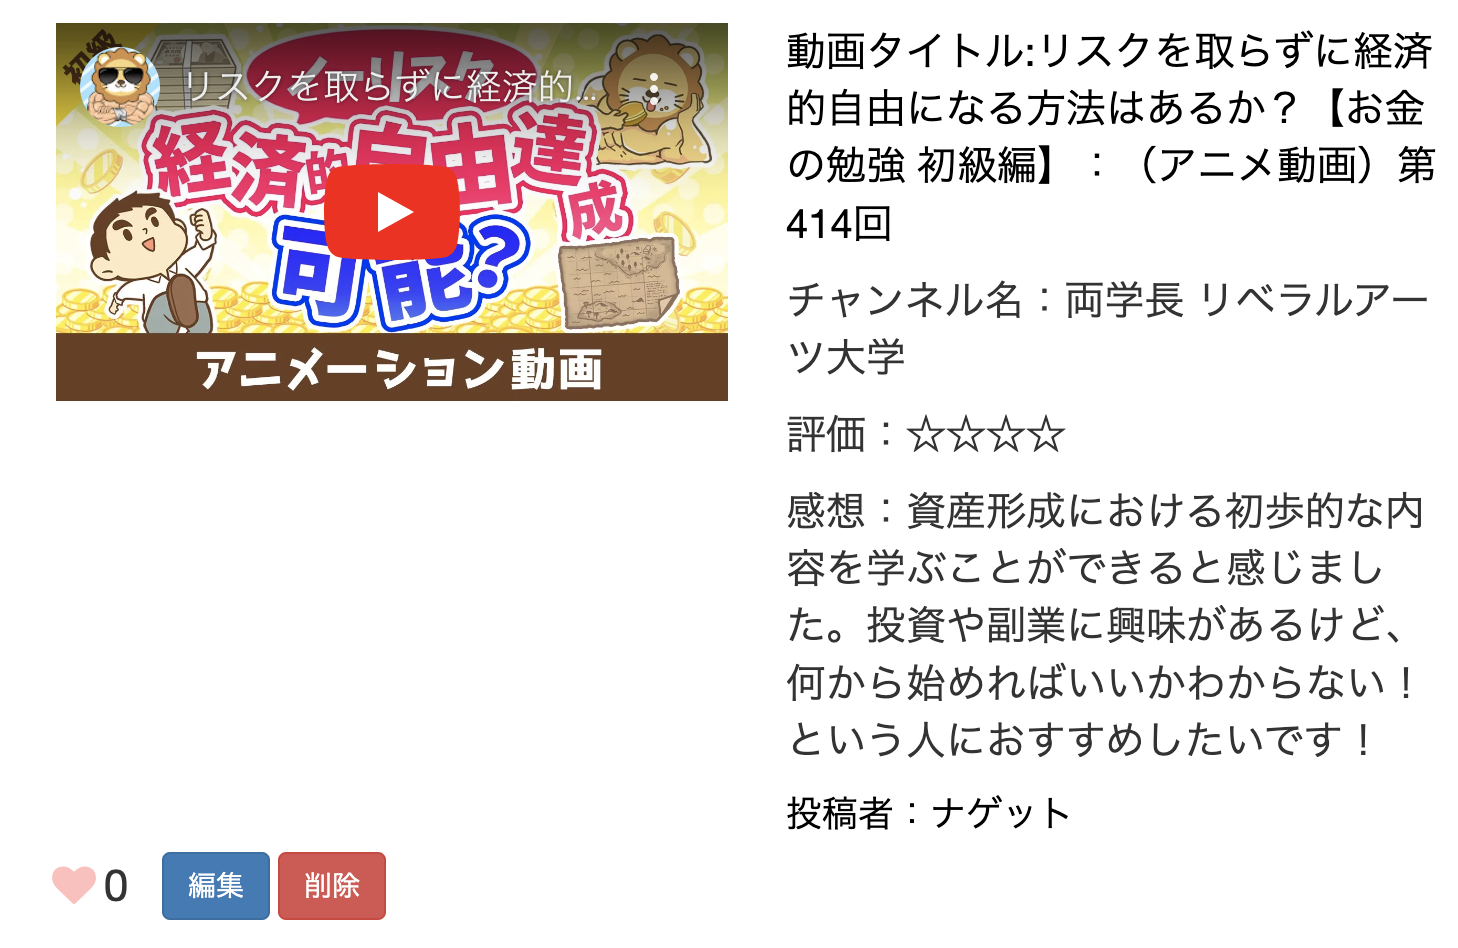 初級
リスクを取らずに経済的...
ノーリスク
経済的自由達成
可能?
アニメーション動画
動画タイトル:リスクを取らずに経済
的自由になる方法はあるか？【お金
の勉強 初級編】：（アニメ動画）第
414回
チャンネル名：両学長 リベラルアー
ツ大学
評価：☆☆☆☆
感想：資産形成における初歩的な内
容を学ぶことができると感じまし
た。投資や副業に興味があるけど、
何から始めればいいかわからない！
という人におすすめしたいです！
投稿者：ナゲット
0
編集
削除